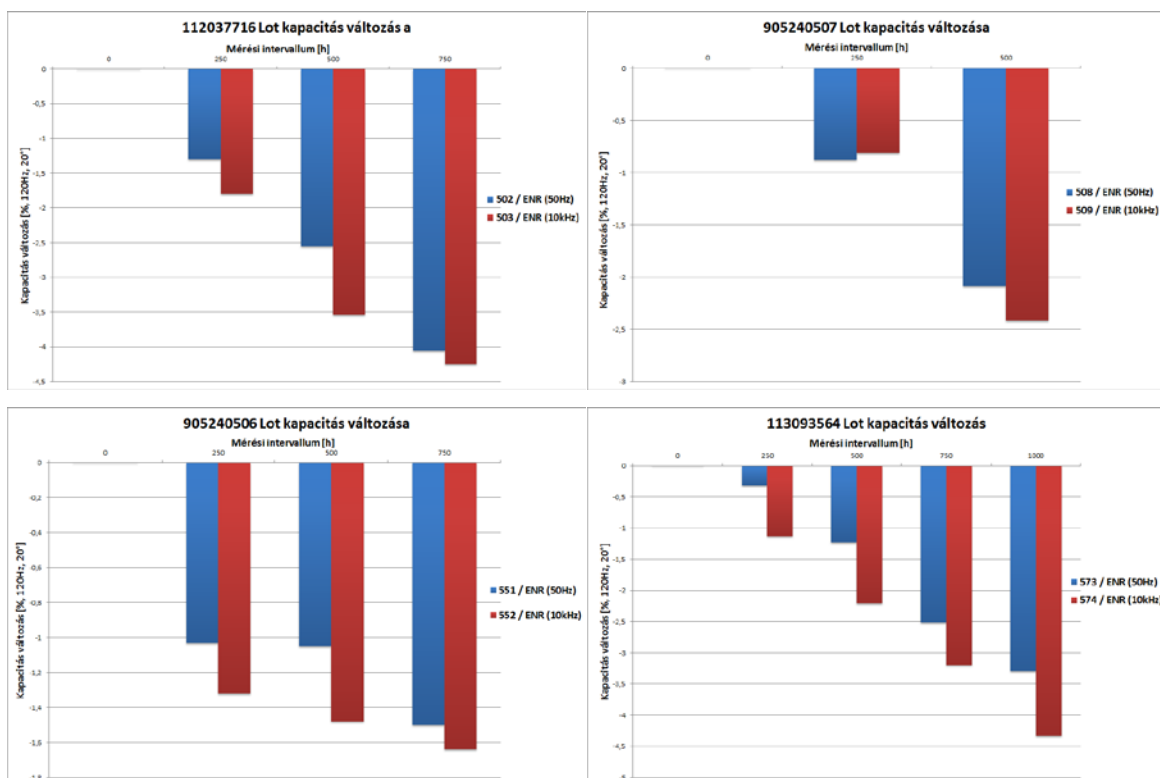 112037716 Lot kapacitás változás a
Mérési intervallum [h]
0 250 500 750
0
-0,5
-1
-1,5
-2
-2,5
-3
-3,5
-4
-4,5
Kapacitás változás [%, 120Hz, 20°]
502 / ENR (50Hz)
503 / ENR (10kHz)
905240507 Lot kapacitás változása
Mérési intervallum [h]
0 250 500
0
-0,5
-1
-1,5
-2
-2,5
-3
Kapacitás változás [%, 120Hz, 20°]
508 / ENR (50Hz)
509 / ENR (10kHz)
905240506 Lot kapacitás változása
Mérési intervallum [h]
0 250 500 750
0
-0,2
-0,4
-0,6
-0,8
-1
-1,2
-1,4
-1,6
-1,8
Kapacitás változás [%, 120Hz, 20°]
551 / ENR (50Hz)
552 / ENR (10kHz)
113093564 Lot kapacitás változás
Mérési intervallum [h]
0 250 500 750 1000
0
-0,5
-1
-1,5
-2
-2,5
-3
-3,5
-4
-4,5
-5
Kapacitás változás [%, 120Hz, 20°]
573 / ENR (50Hz)
574 / ENR (10kHz)